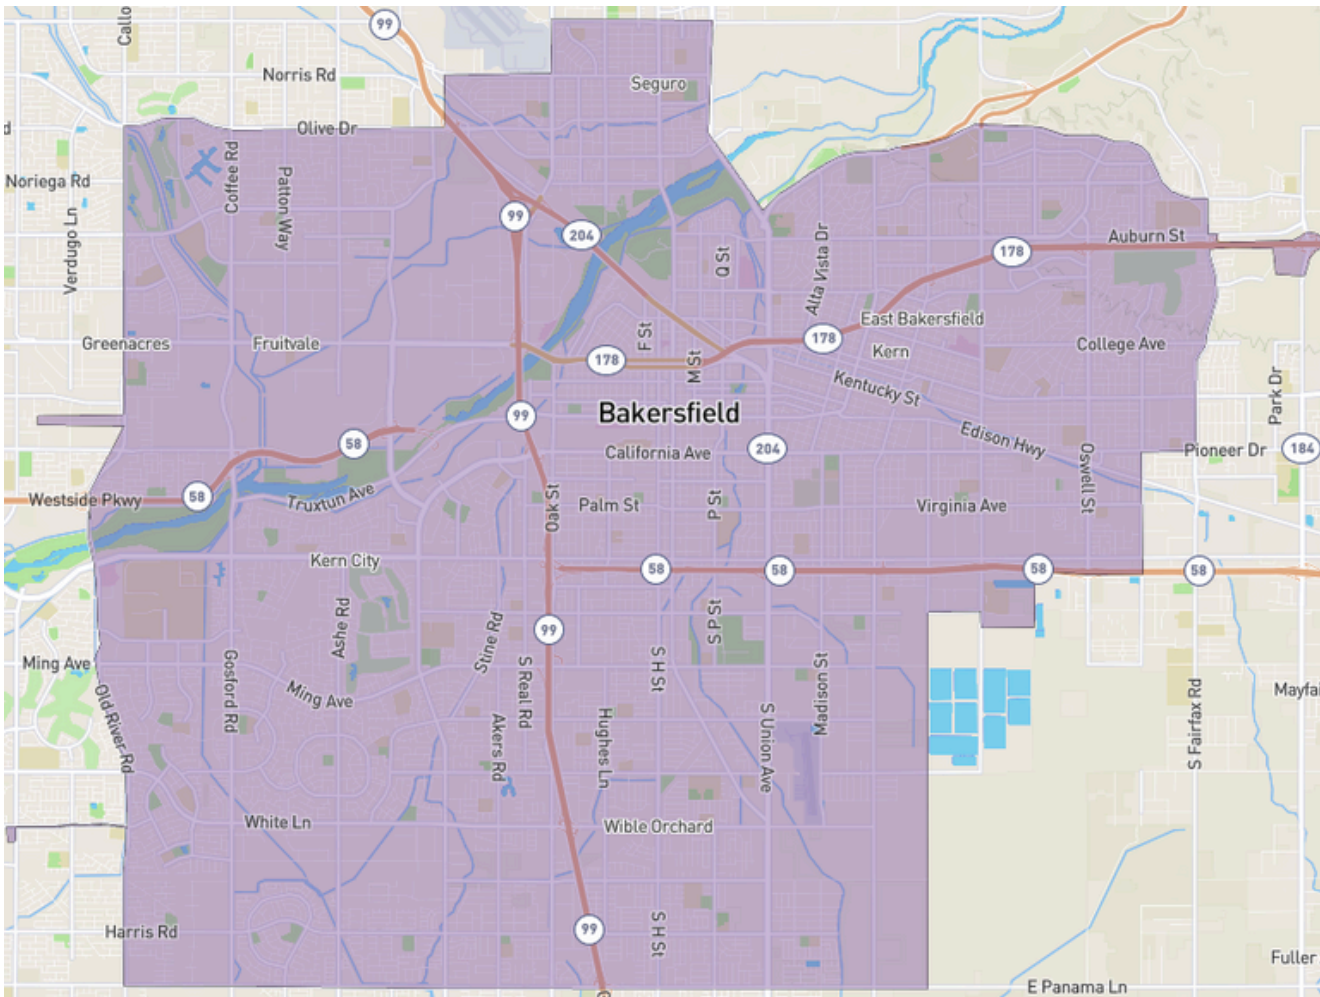 Callo
99
Norris Rd
Seguro
d
Olive Dr
Noriega Rd
Coffee Rd
Patton Way
Verdugo Ln
99
204
Q St
Alta Vista Dr
178
Auburn St
Greenacres
Fruitvale
F St
M St
178
178
East Bakersfield
Kern
College Ave
Kentucky St
Park Dr
Bakersfield
99
58
California Ave
204
Edison Hwy
Oswell St
Pioneer Dr
184
Westside Pkwy
58
Truxtun Ave
Oak St
Palm St
P St
Virginia Ave
Kern City
58
58
58
58
Ashe Rd
Stine Rd
99
S P St
Ming Ave
Old River Rd
Gosford Rd
Ming Ave
S Real Rd
S H St
Madison St
S Fairfax Rd
Mayfai
Akers Rd
Hughes Ln
S Union Ave
White Ln
Wible Orchard
Harris Rd
99
S H St
Fuller
E Panama Ln